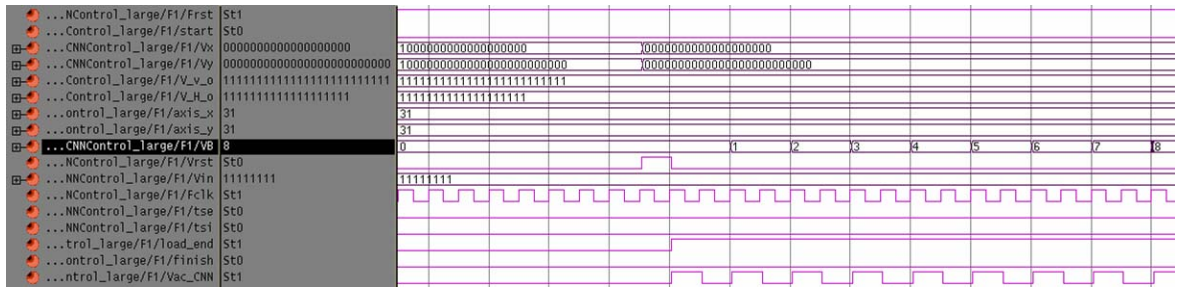 ...NControl_large/F1/Frst St1
...Control_large/F1/start St0
...CNNControl_large/F1/Vx 0000000000000000000 1000000000000000000 0000000000000000000
...CNNControl_large/F1/Vy 0000000000000000000000000 1000000000000000000000000 0000000000000000000000000
...Control_large/F1/V_v_o 1111111111111111111111111 1111111111111111111111111
...Control_large/F1/V_H_o 1111111111111111111 1111111111111111111
...ontrol_large/F1/axis_x 31 31
...ontrol_large/F1/axis_y 31 31
...CNNControl_large/F1/VB 8 0 1 2 3 4 5 6 7 8
...NControl_large/F1/Vrst St0
...NNControl_large/F1/Vin 11111111 11111111
...NControl_large/F1/Fclk St1
...NNControl_large/F1/tse St0
...NNControl_large/F1/tsi St0
...trol_large/F1/load_end St1
...ontrol_large/F1/finish St0
...ntrol_large/F1/Vac_CNN St1